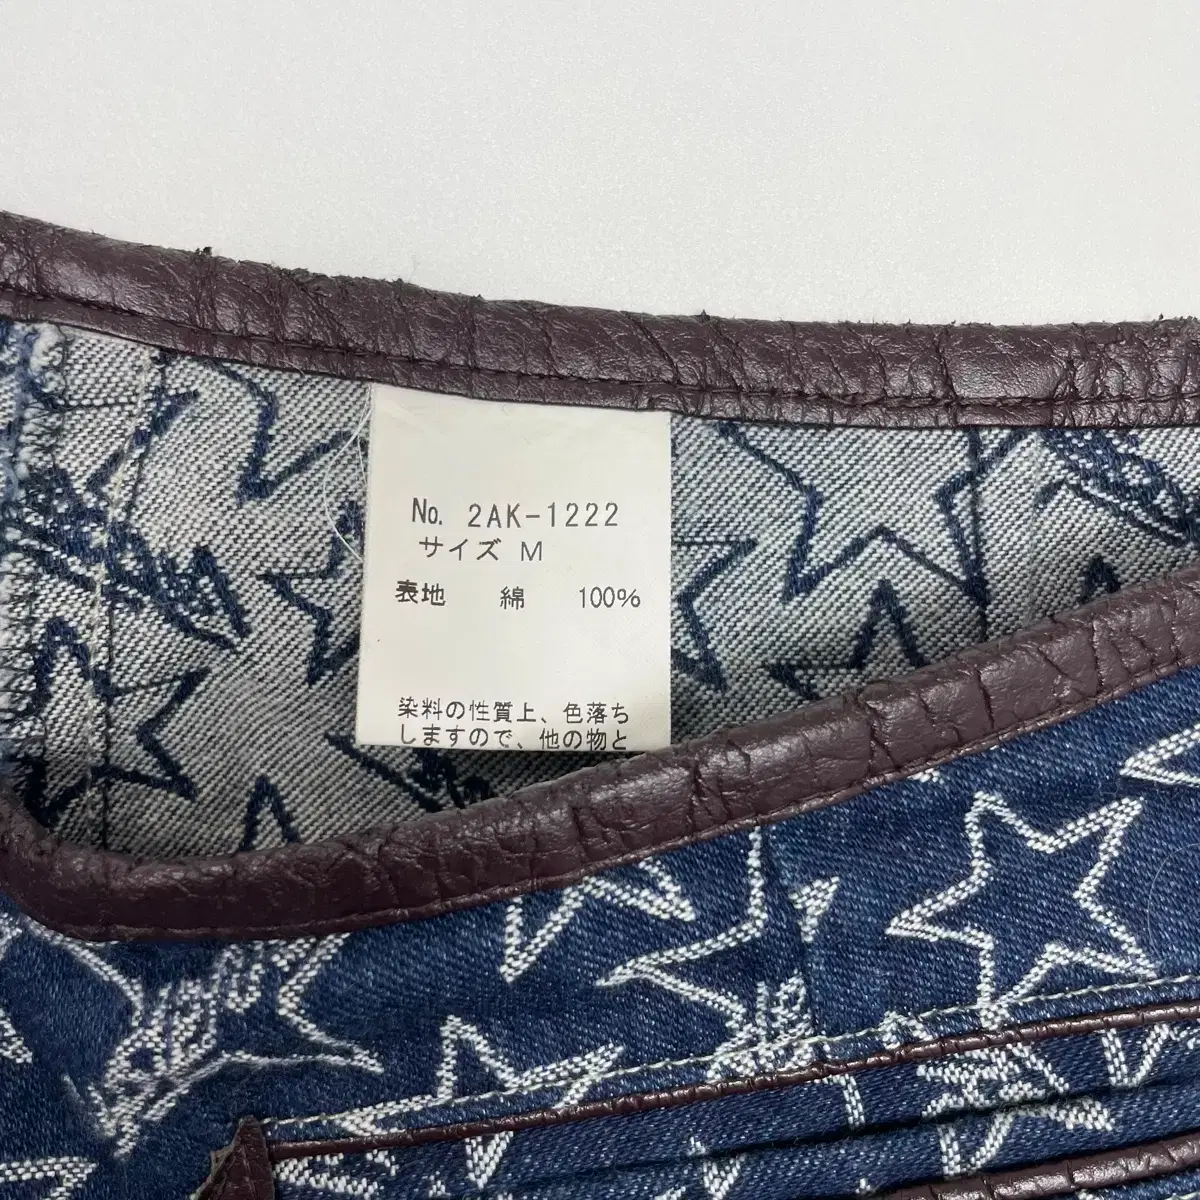 No. 2AK-1222
サイズ M
表地 綿 100%
染料の性質上、色落ち
しますので、他の物と